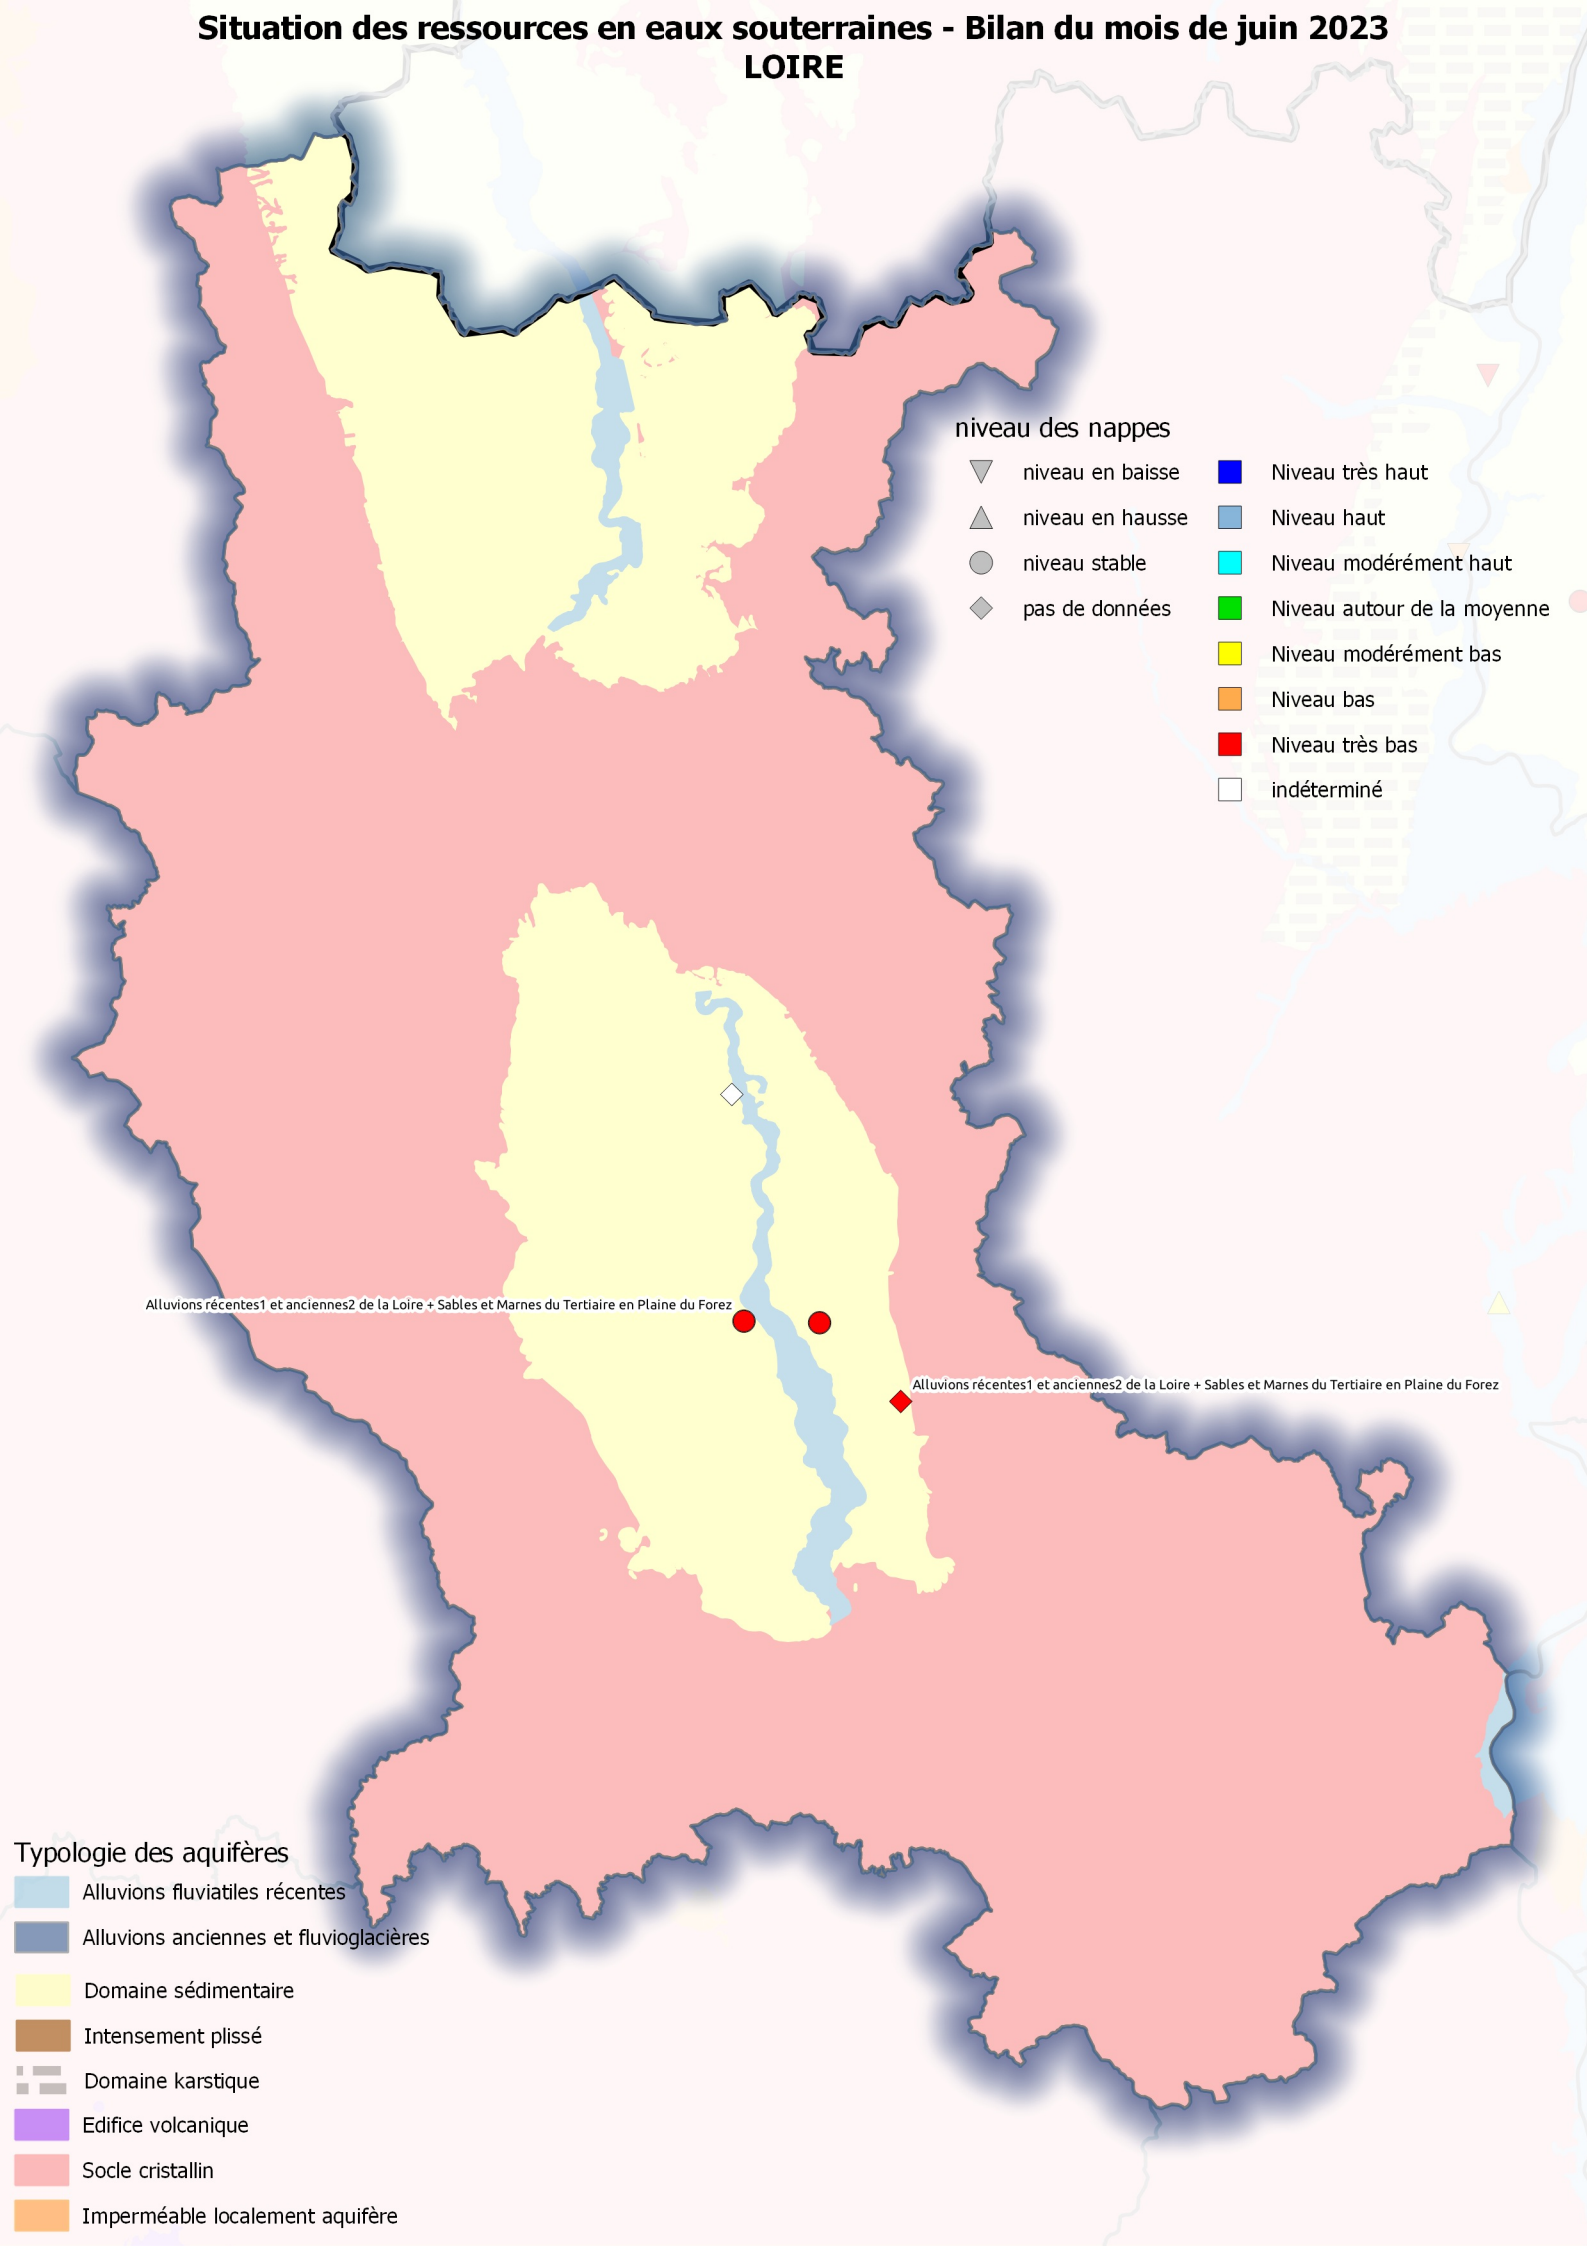 Situation des ressources en eaux souterraines - Bilan du mois de juin 2023
LOIRE
niveau des nappes
niveau en baisse
niveau en hausse
niveau stable
pas de données
Niveau très haut
Niveau haut
Niveau modérément haut
Niveau autour de la moyenne
Niveau modérément bas
Niveau bas
Niveau très bas
indéterminé
Alluvions récentes1 et anciennes2 de la Loire + Sables et Marnes du Tertiaire en Plaine du Forez
Alluvions récentes1 et anciennes2 de la Loire + Sables et Marnes du Tertiaire en Plaine du Forez
Typologie des aquifères
Alluvions fluviatiles récentes
Alluvions anciennes et fluvioglacières
Domaine sédimentaire
Intensement plissé
Domaine karstique
Edifice volcanique
Socle cristallin
Imperméable localement aquifère